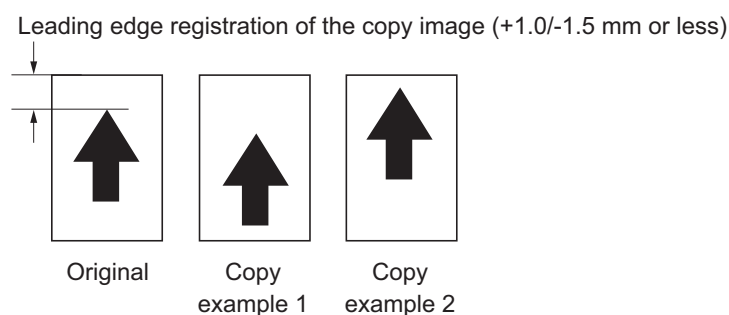 Leading edge registration of the copy image (+1.0/-1.5 mm or less)
Original
Copy
example 1
Copy
example 2